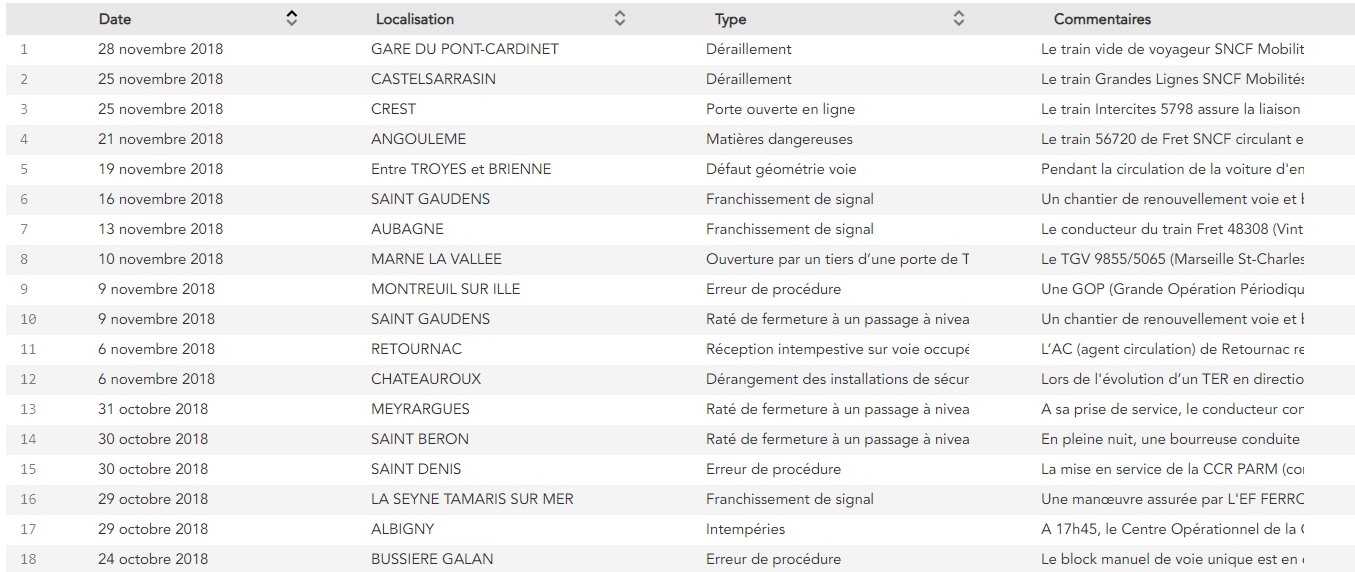 Date Localisation Type Commentaires
1 28 novembre 2018 GARE DU PONT-CARDINET Déraillement Le train vide de voyageur SNCF Mobilit
2 25 novembre 2018 CASTELSARRASIN Déraillement Le train Grandes Lignes SNCF Mobilités
3 25 novembre 2018 CREST Porte ouverte en ligne Le train Intercites 5798 assure la liaison
4 21 novembre 2018 ANGOULEME Matières dangereuses Le train 56720 de Fret SNCF circulant e
5 19 novembre 2018 Entre TROYES et BRIENNE Défaut géométrie voie Pendant la circulation de la voiture d'en
6 16 novembre 2018 SAINT GAUDENS Franchissement de signal Un chantier de renouvellement voie et b
7 13 novembre 2018 AUBAGNE Franchissement de signal Le conducteur du train Fret 48308 (Vint
8 10 novembre 2018 MARNE LA VALLEE Ouverture par un tiers d’une porte de T Le TGV 9855/5065 (Marseille St-Charles
9 9 novembre 2018 MONTREUIL SUR ILLE Erreur de procédure Une GOP (Grande Opération Périodiqu
10 9 novembre 2018 SAINT GAUDENS Raté de fermeture à un passage à nivea Un chantier de renouvellement voie et b
11 6 novembre 2018 RETOURNAC Réception intempestive sur voie occupé L’AC (agent circulation) de Retournac re
12 6 novembre 2018 CHATEAUROUX Dérangement des installations de sécur Lors de l'évolution d’un TER en directio
13 31 octobre 2018 MEYRARGUES Raté de fermeture à un passage à nivea A sa prise de service, le conducteur con
14 30 octobre 2018 SAINT BERON Raté de fermeture à un passage à nivea En pleine nuit, une bourreuse conduite
15 30 octobre 2018 SAINT DENIS Erreur de procédure La mise en service de la CCR PARM (co
16 29 octobre 2018 LA SEYNE TAMARIS SUR MER Franchissement de signal Une manœuvre assurée par L'EF FERRO
17 29 octobre 2018 ALBIGNY Intempéries A 17h45, le Centre Opérationnel de la
18 24 octobre 2018 BUSSIERE GALAN Erreur de procédure Le block manuel de voie unique est en